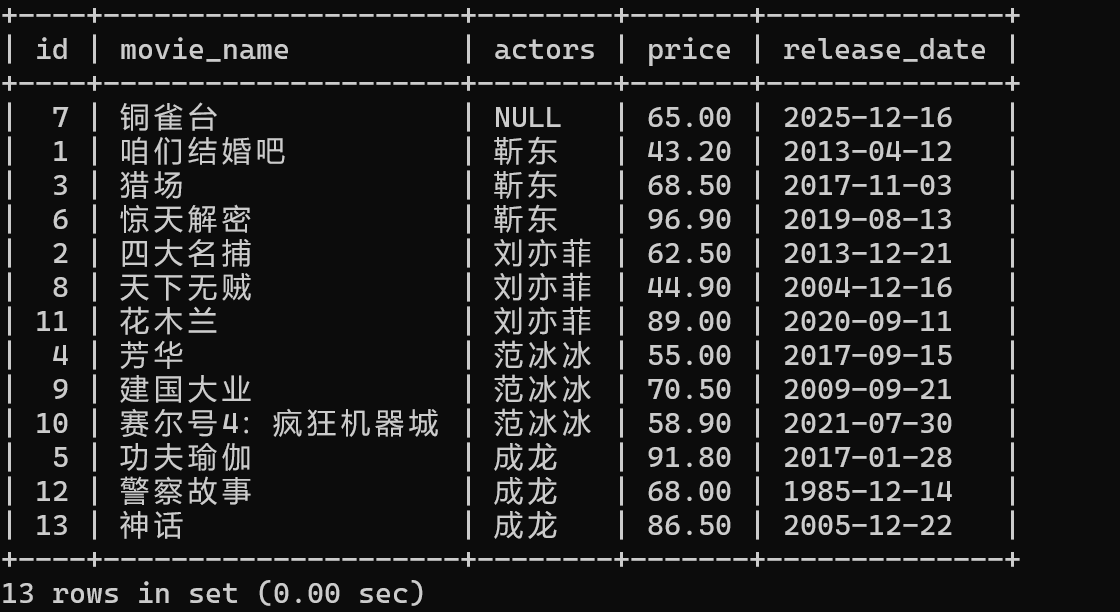 +----+----------------------+---------+-------+--------------+
| id | movie_name           | actors  | price | release_date |
+----+----------------------+---------+-------+--------------+
| 7 | 铜雀台 | NULL | 65.00 | 2025-12-16 |
| 1 | 咱们结婚吧 | 靳东 | 43.20 | 2013-04-12 |
| 3 | 猎场 | 靳东 | 68.50 | 2017-11-03 |
| 6 | 惊天解密 | 靳东 | 96.90 | 2019-08-13 |
| 2 | 四大名捕 | 刘亦菲 | 62.50 | 2013-12-21 |
| 8 | 天下无贼 | 刘亦菲 | 44.90 | 2004-12-16 |
| 11 | 花木兰 | 刘亦菲 | 89.00 | 2020-09-11 |
| 4 | 芳华 | 范冰冰 | 55.00 | 2017-09-15 |
| 9 | 建国大业 | 范冰冰 | 70.50 | 2009-09-21 |
| 10 | 赛尔号4：疯狂机器城 | 范冰冰 | 58.90 | 2021-07-30 |
| 5 | 功夫瑜伽 | 成龙 | 91.80 | 2017-01-28 |
| 12 | 警察故事 | 成龙 | 68.00 | 1985-12-14 |
| 13 | 神话 | 成龙 | 86.50 | 2005-12-22 |
+----+----------------------+---------+-------+--------------+
13 rows in set (0.00 sec)